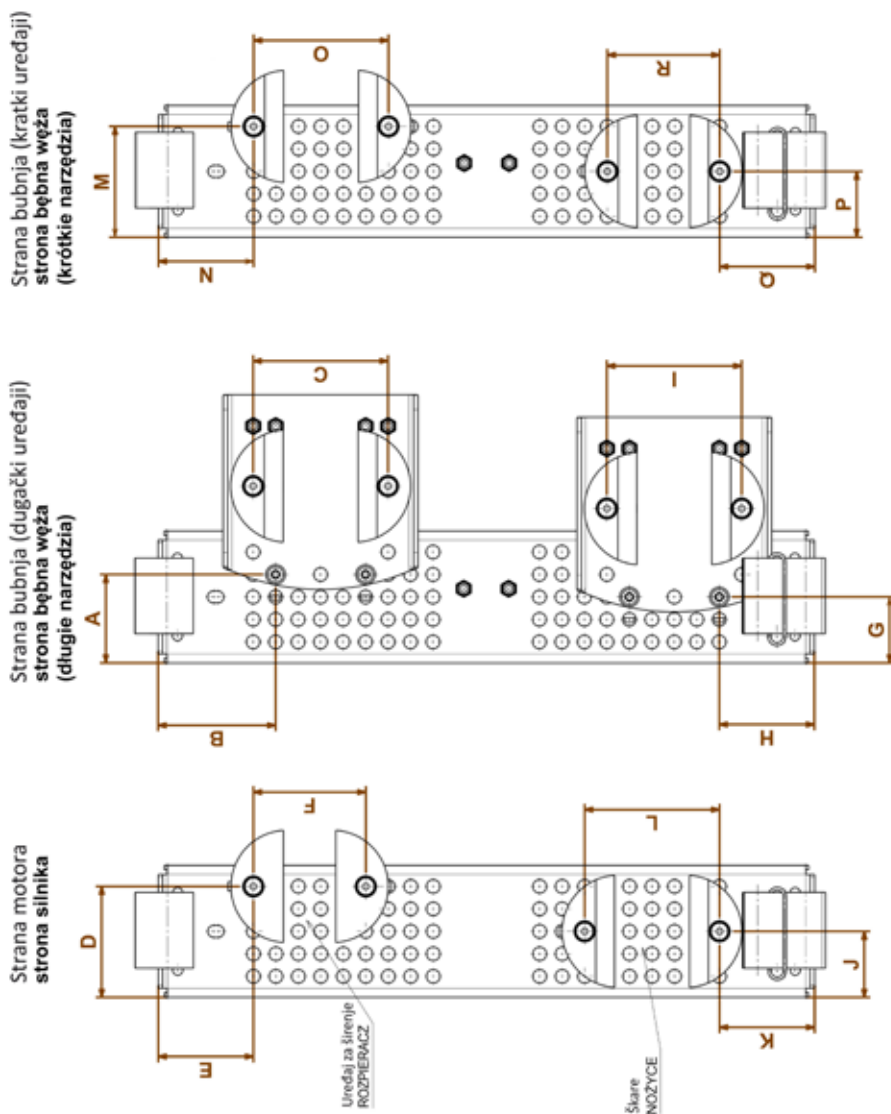 Strana bubnja (kratki uređaji)
strona bębna węża
(krótkie narzędzia)
M
N
O
P
Q
R
Strana bubnja (dugački uređaji)
strona bębna węża
(długie narzędzia)
A
B
C
G
H
I
Strana motora
strona silnika
D
E
F
J
K
L
Uređaj za širenje
ROZPIERACZ
Škare
NOŻYCE